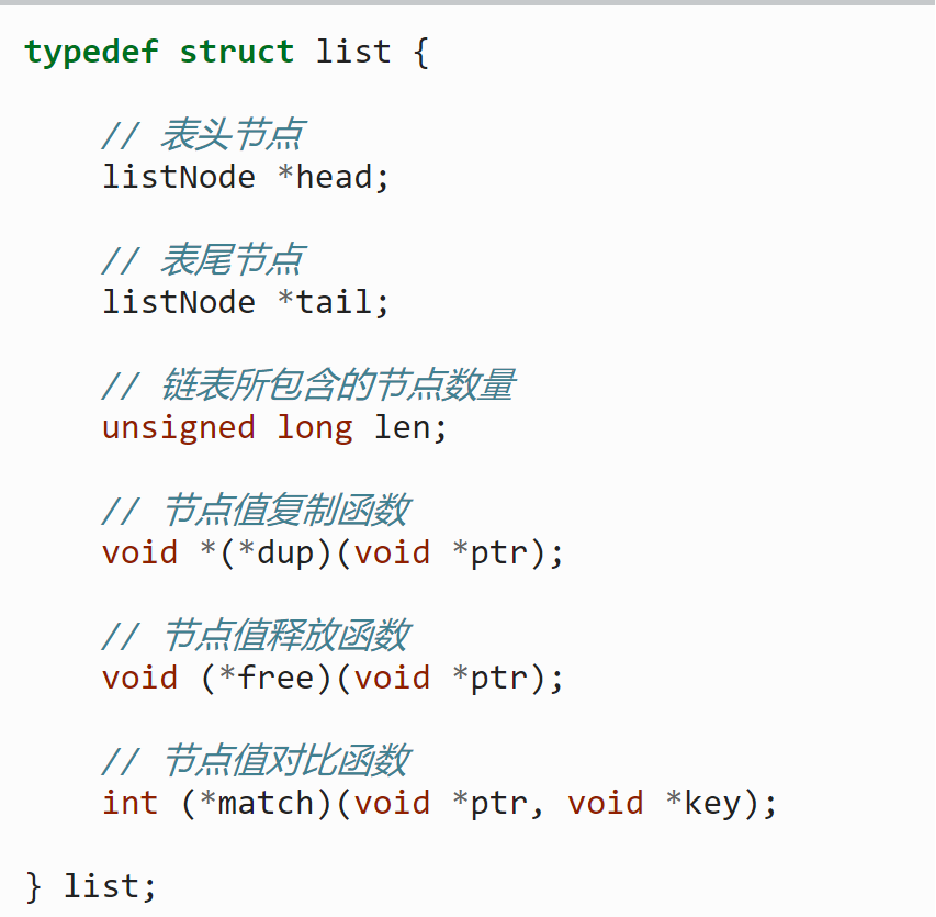 typedef struct list {
// 表头节点
listNode *head;
// 表尾节点
listNode *tail;
// 链表所包含的节点数量
unsigned long len;
// 节点值复制函数
void *(*dup)(void *ptr);
// 节点值释放函数
void (*free)(void *ptr);
// 节点值对比函数
int (*match)(void *ptr, void *key);
} list;